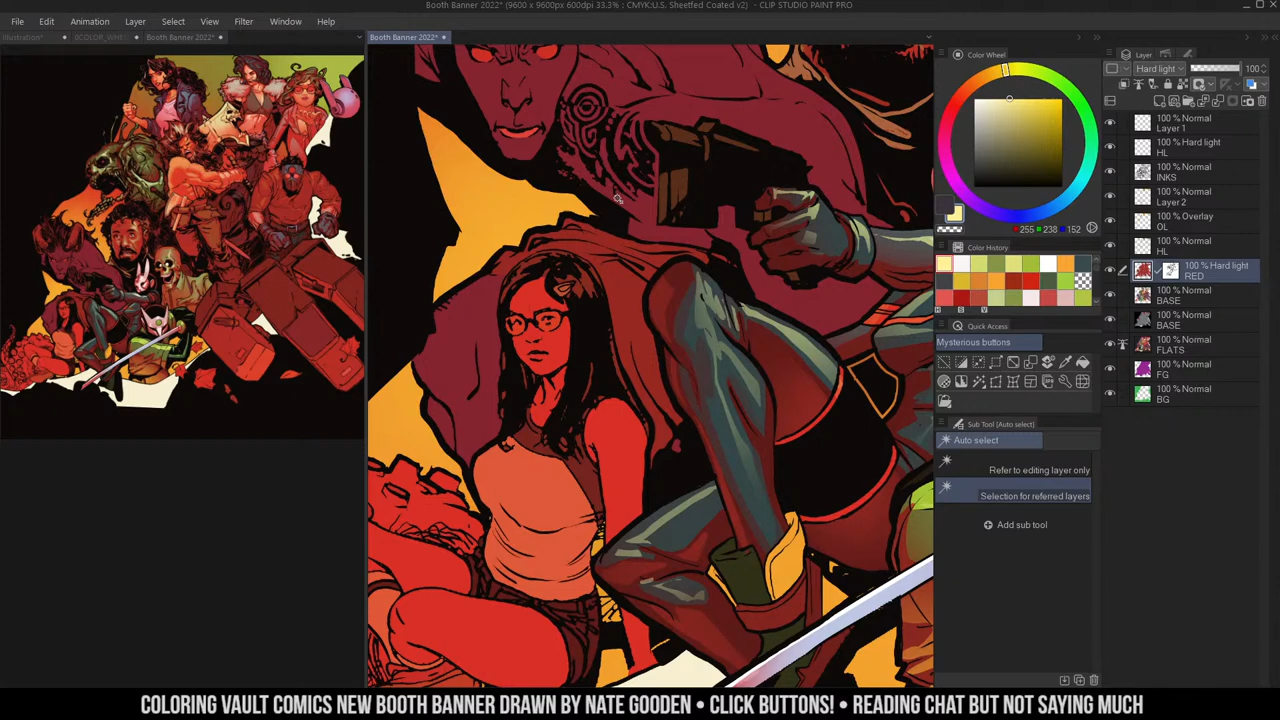 Booth Banner 2022* (9600 x 9600px 600dpi 33.3% : CMYK:U.S. Sheetfed Coated v2) - CLIP STUDIO PAINT PRO
File Edit Animation Layer Select View Filter Window Help
Illustration*
0COLOR_WHE
Booth Banner 2022*
Booth Banner 2022*
Color Wheel
255 238 152
Color History
H S V
Quick Access
Mysterious buttons
Sub Tool (Auto select)
Auto select
Refer to editing layer only
Selection for referred layers
Add sub tool
Layer
Hard light 100
100 % Normal
Layer 1
100 % Hard light
HL
100 % Normal
INKS
100 % Normal
Layer 2
100 % Overlay
OL
100 % Normal
HL
100 % Hard light
RED
100 % Normal
BASE
100 % Normal
BASE
100 % Normal
FLATS
100 % Normal
FG
100 % Normal
BG
COLORING VAULT COMICS NEW BOOTH BANNER DRAWN BY NATE GOODEN • CLICK BUTTONS! • READING CHAT BUT NOT SAYING MUCH